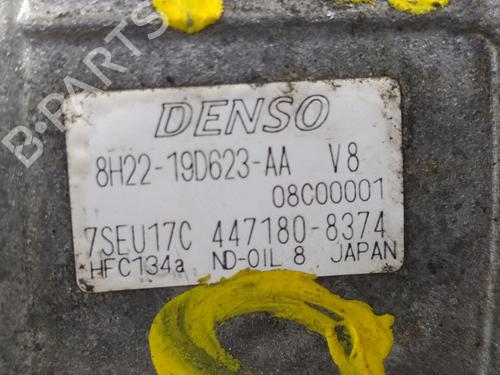 B-PARTS
DENSO
8H22-19D623-AA V8
08C00001
7SEU17C 447180-8374
HFC134a ND-OIL 8 JAPAN